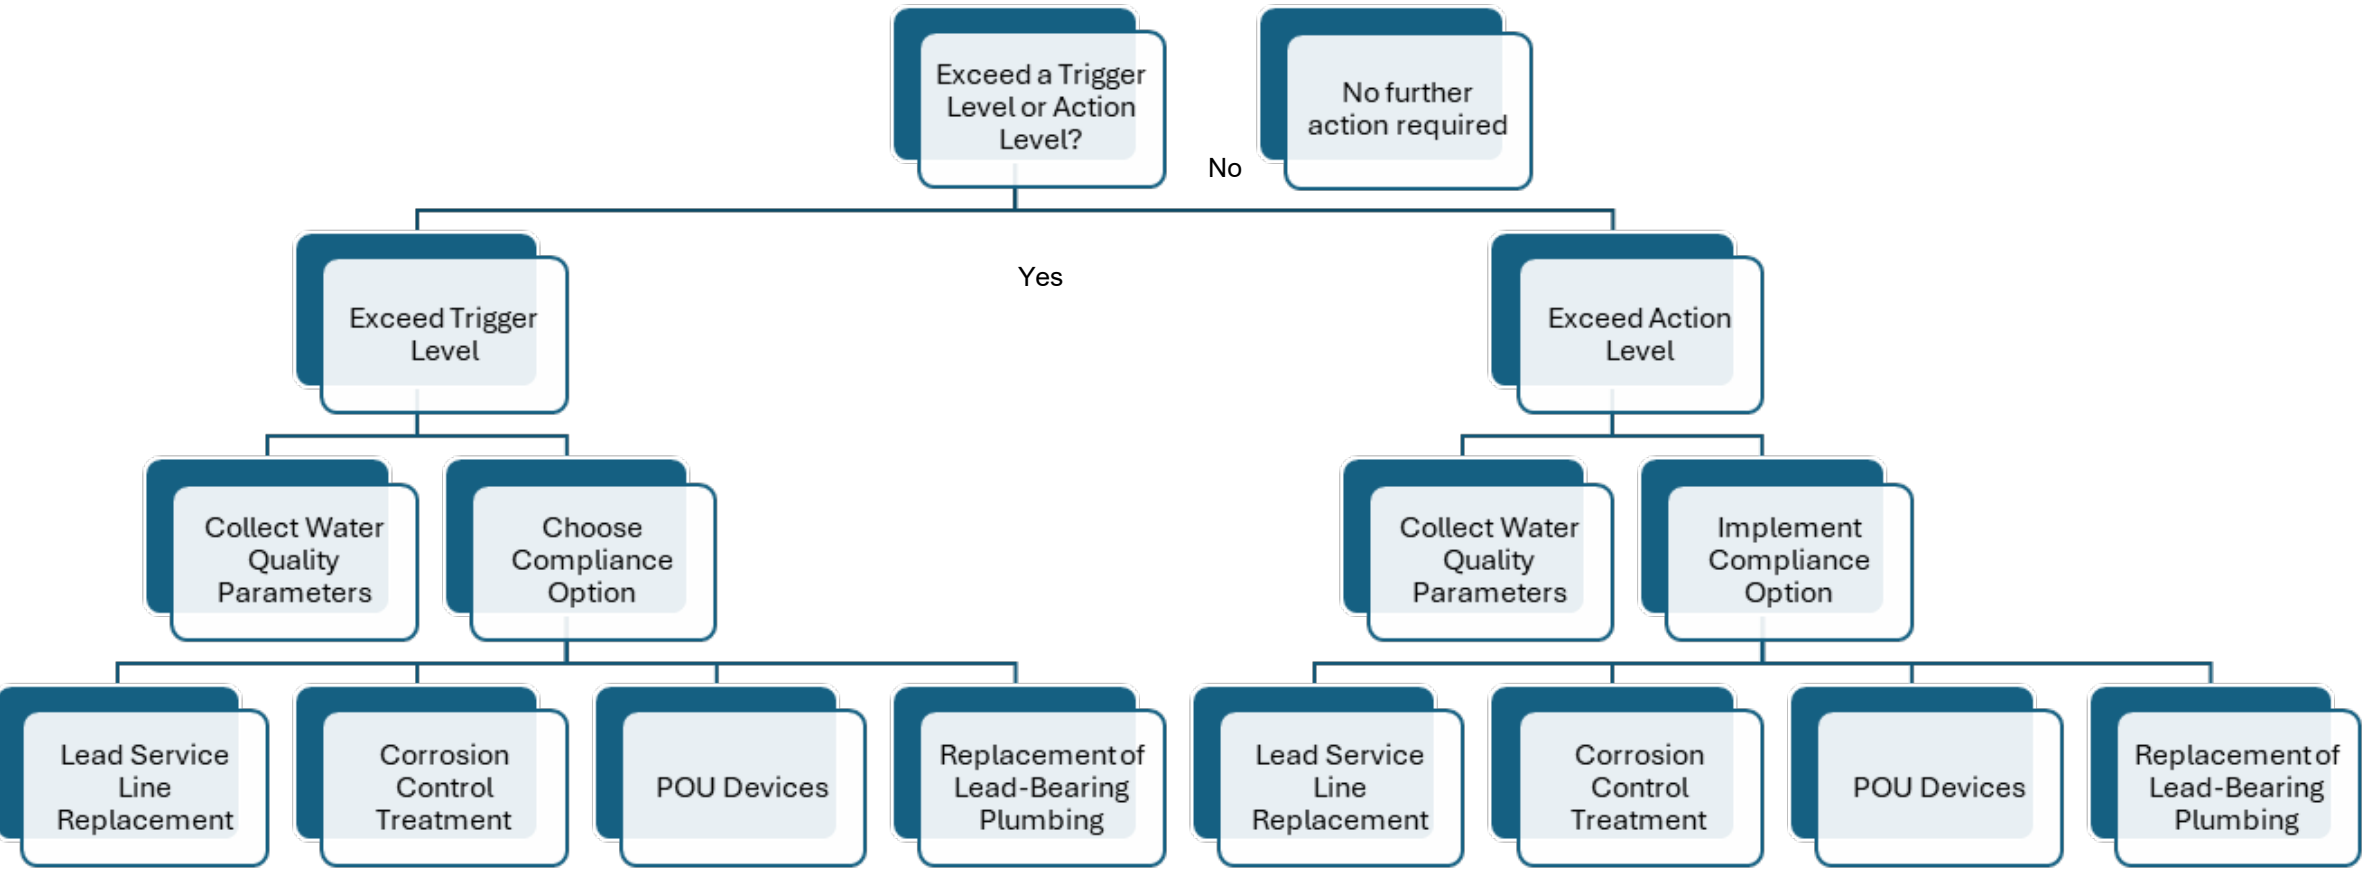 Exceed a Trigger
Level or Action
Level?
No further
action required
No
Yes
Exceed Trigger
Level
Exceed Action
Level
Collect Water
Quality
Parameters
Choose
Compliance
Option
Collect Water
Quality
Parameters
Implement
Compliance
Option
Lead Service
Line
Replacement
Corrosion
Control
Treatment
POU Devices
Replacement of
Lead-Bearing
Plumbing
Lead Service
Line
Replacement
Corrosion
Control
Treatment
POU Devices
Replacement of
Lead-Bearing
Plumbing